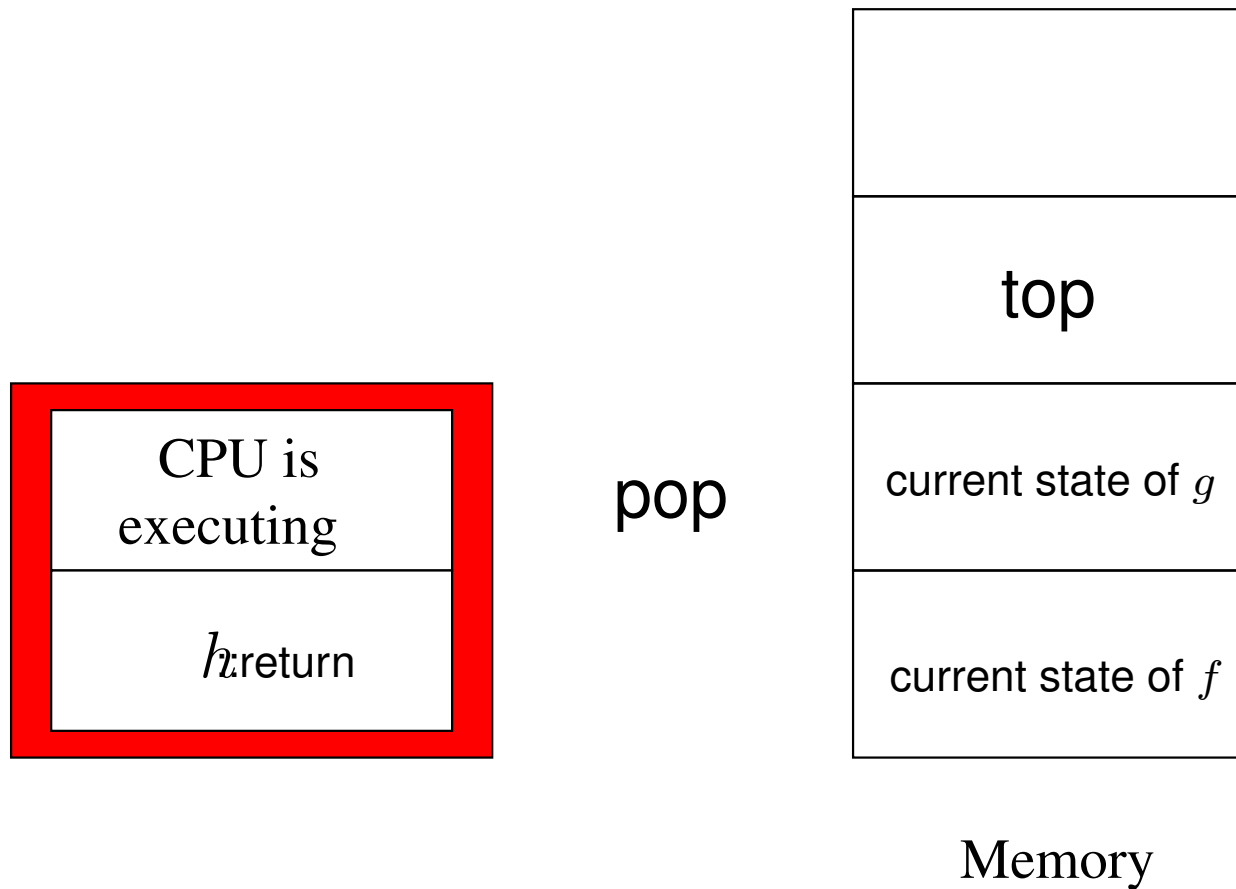 CPU is
executing
h::return
pop
top
current state of g
current state of f
Memory